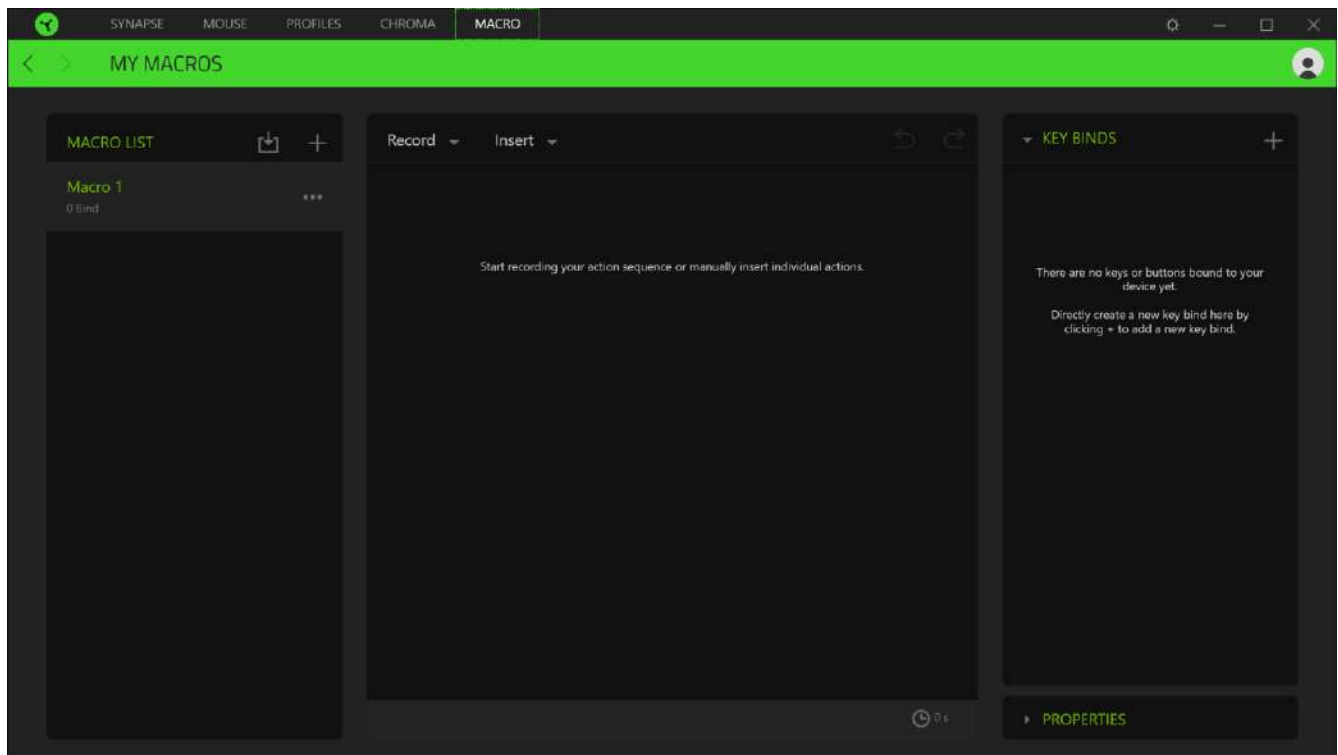 SYNAPSE MOUSE PROFILES CHROMA MACRO
MY MACROS
MACRO LIST
Macro 1
0 Bind
Record Insert
Start recording your action sequence or manually insert individual actions.
0 s
KEY BINDS
There are no keys or buttons bound to your
device yet.
Directly create a new key bind here by
clicking + to add a new key bind.
PROPERTIES